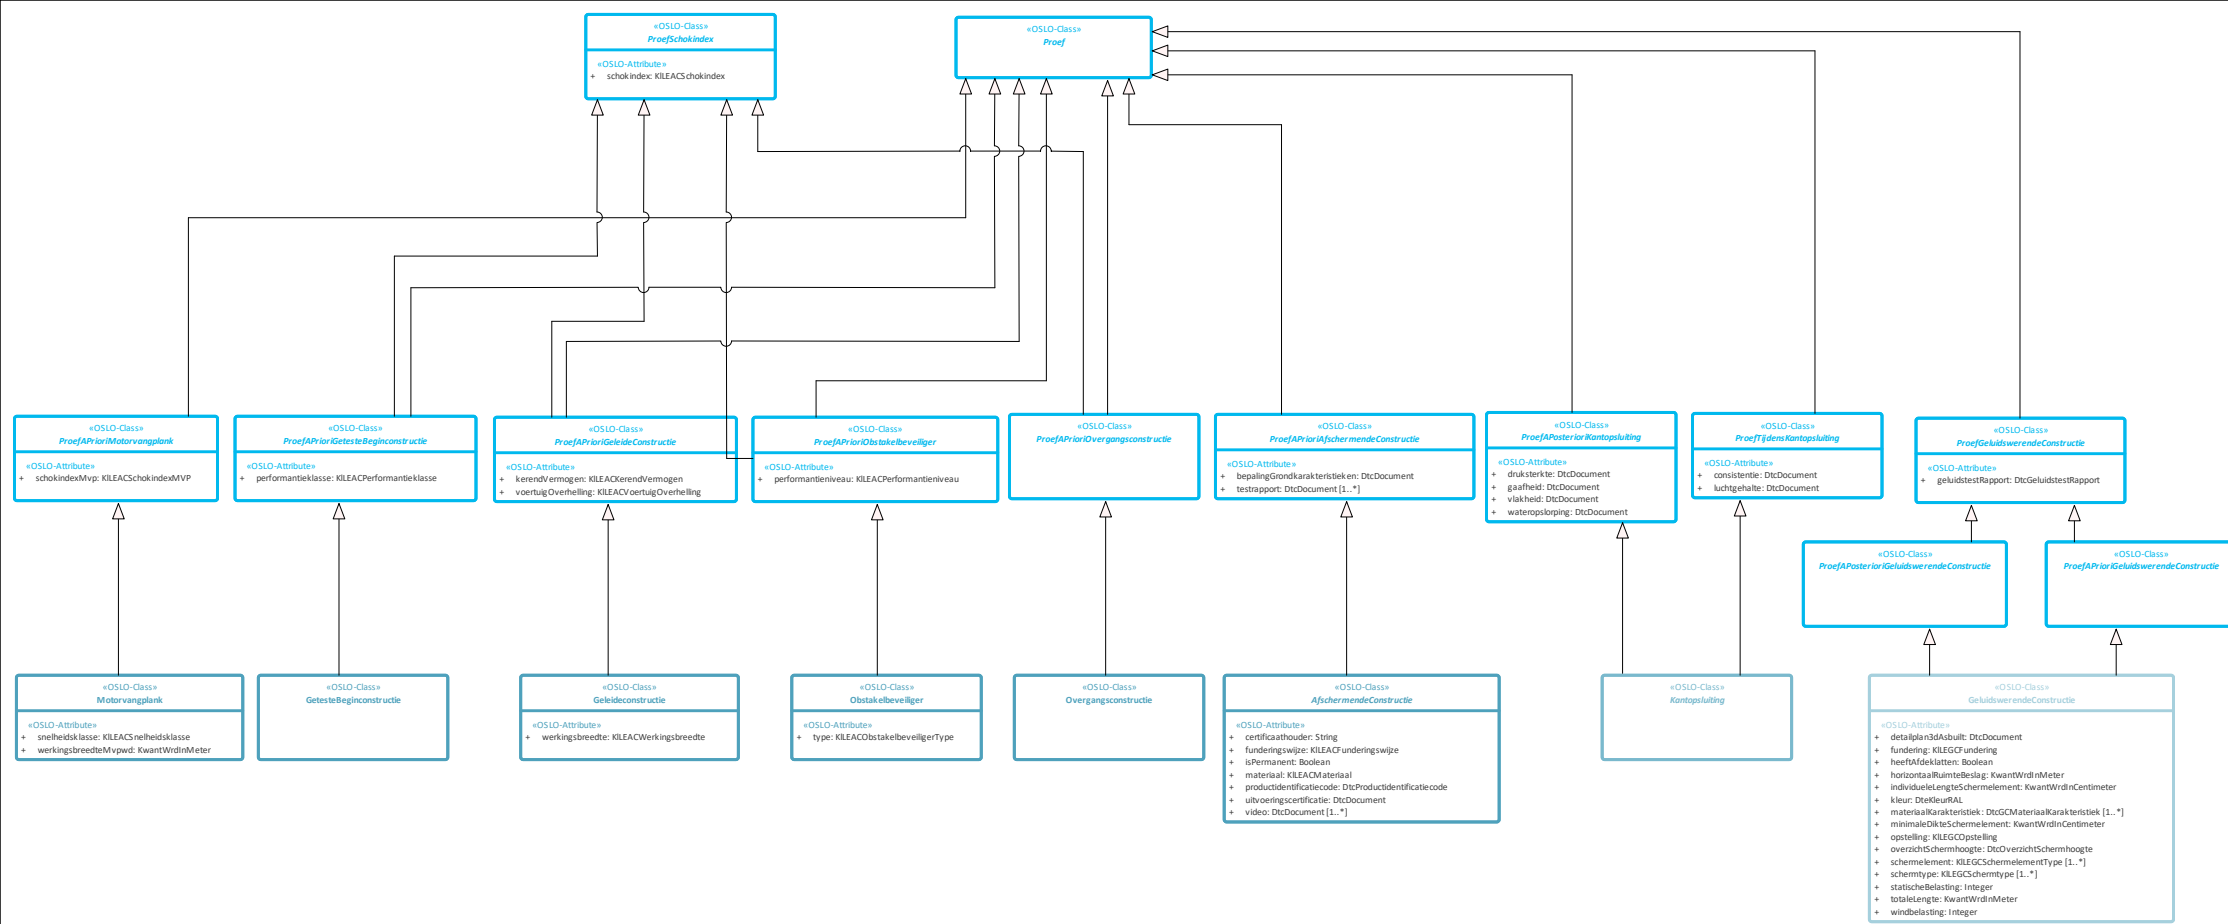 «OSLO-Class»
ProefSchokindex
«OSLO-Attribute»
+ schokindex: KlLEACSchokindex
«OSLO-Class»
Proef
«OSLO-Class»
ProefAPrioriMotorvangplank
«OSLO-Attribute»
+ schokindexMvp: KlLEACSchokindexMVP
«OSLO-Class»
ProefAPrioriGetesteBeginconstructie
«OSLO-Attribute»
+ performantieklasse: KlLEACPerformantieklasse
«OSLO-Class»
ProefAPrioriGeleideConstructie
«OSLO-Attribute»
+ kerendVermogen: KlLEACKerendVermogen
+ voertuigOverhelling: KlLEACVoertuigOverhelling
«OSLO-Class»
ProefAPrioriObstakelbeveiliger
«OSLO-Attribute»
+ performantieniveau: KlLEACPerformantieniveau
«OSLO-Class»
ProefAPrioriOvergangsconstructie
«OSLO-Class»
ProefAPrioriAfschermendeConstructie
«OSLO-Attribute»
+ bepalingGrondkarakteristieken: DtcDocument
+ testrapport: DtcDocument [1..*]
«OSLO-Class»
ProefAPosterioriKantopsluiting
«OSLO-Attribute»
+ druksterkte: DtcDocument
+ gaafheid: DtcDocument
+ vlakheid: DtcDocument
+ wateropslorping: DtcDocument
«OSLO-Class»
ProefTijdensKantopsluiting
«OSLO-Attribute»
+ consistentie: DtcDocument
+ luchtgehalte: DtcDocument
«OSLO-Class»
ProefGeluidswerendeConstructie
«OSLO-Attribute»
+ geluidstestRapport: DtcGeluidstestRapport
«OSLO-Class»
ProefAPosterioriGeluidswerendeConstructie
«OSLO-Class»
ProefAPrioriGeluidswerendeConstructie
«OSLO-Class»
Motorvangplank
«OSLO-Attribute»
+ snelheidsklasse: KlLEACSnelheidsklasse
+ werkingsbreedteMvpwd: KwantWrdInMeter
«OSLO-Class»
GetesteBeginconstructie
«OSLO-Class»
Geleideconstructie
«OSLO-Attribute»
+ werkingsbreedte: KlLEACWerkingsbreedte
«OSLO-Class»
Obstakelbeveiliger
«OSLO-Attribute»
+ type: KlLEACObstakelbeveiligerType
«OSLO-Class»
Overgangsconstructie
«OSLO-Class»
AfschermendeConstructie
«OSLO-Attribute»
+ certificaathouder: String
+ funderingswijze: KlLEACFunderingswijze
+ isPermanent: Boolean
+ materiaal: KlLEACMateriaal
+ productidentificatiecode: DtcProductidentificatiecode
+ uitvoeringscertificatie: DtcDocument
+ video: DtcDocument [1..*]
«OSLO-Class»
Kantopsluiting
«OSLO-Class»
GeluidswerendeConstructie
«OSLO-Attribute»
+ detailplan3dAsbuilt: DtcDocument
+ fundering: KlLEGCFundering
+ heeftAfdeklatten: Boolean
+ horizontaalRuimteBeslag: KwantWrdInMeter
+ individueleLengteSchermelement: KwantWrdInCentimeter
+ kleur: DteKleurRAL
+ materiaalKarakteristiek: DtcGCMateriaalKarakteristiek [1..*]
+ minimaleDikteSchermelement: KwantWrdInCentimeter
+ opstelling: KlLEGCOpstelling
+ overzichtSchermhoogte: DtcOverzichtSchermhoogte
+ schermelement: KlLEGCSchermelementType [1..*]
+ schermtype: KlLEGCSchermtype [1..*]
+ statischeBelasting: Integer
+ totaleLengte: KwantWrdInMeter
+ windbelasting: Integer